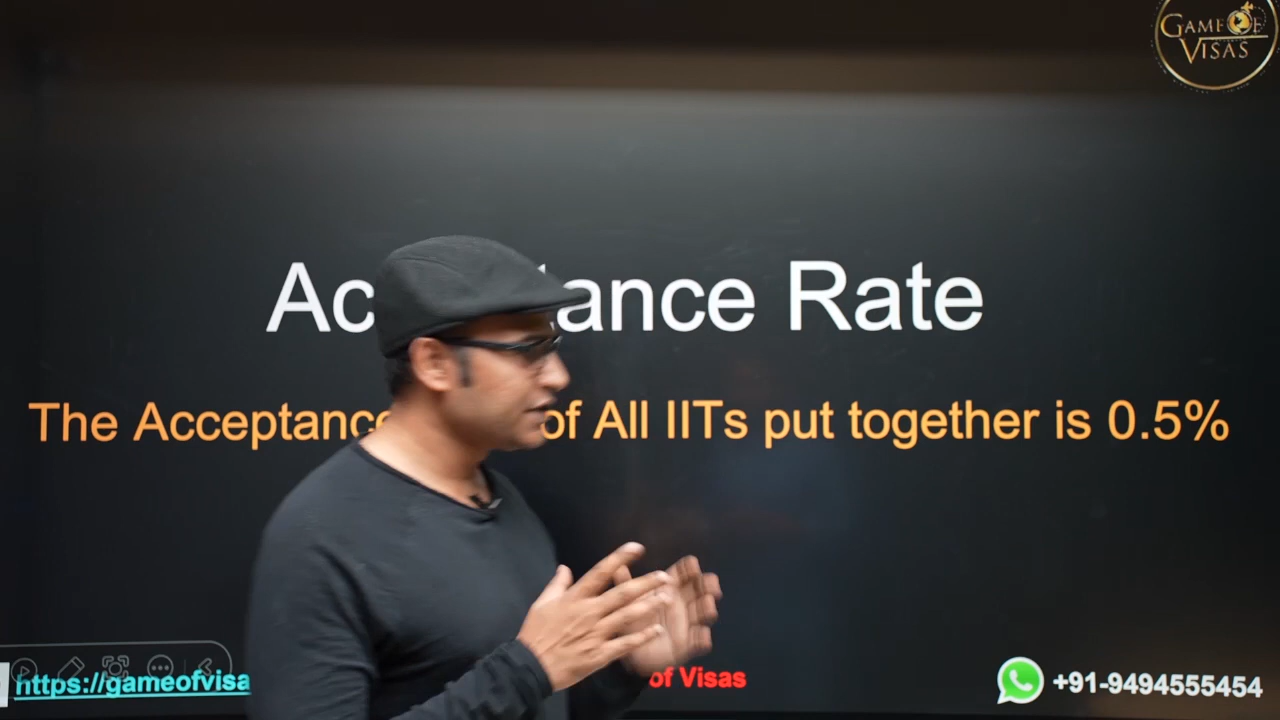 GAME OF
VISAS
Ac tance Rate
The Acceptance of All IITs put together is 0.5%
https://gameofvisa
of Visas
+91-9494555454